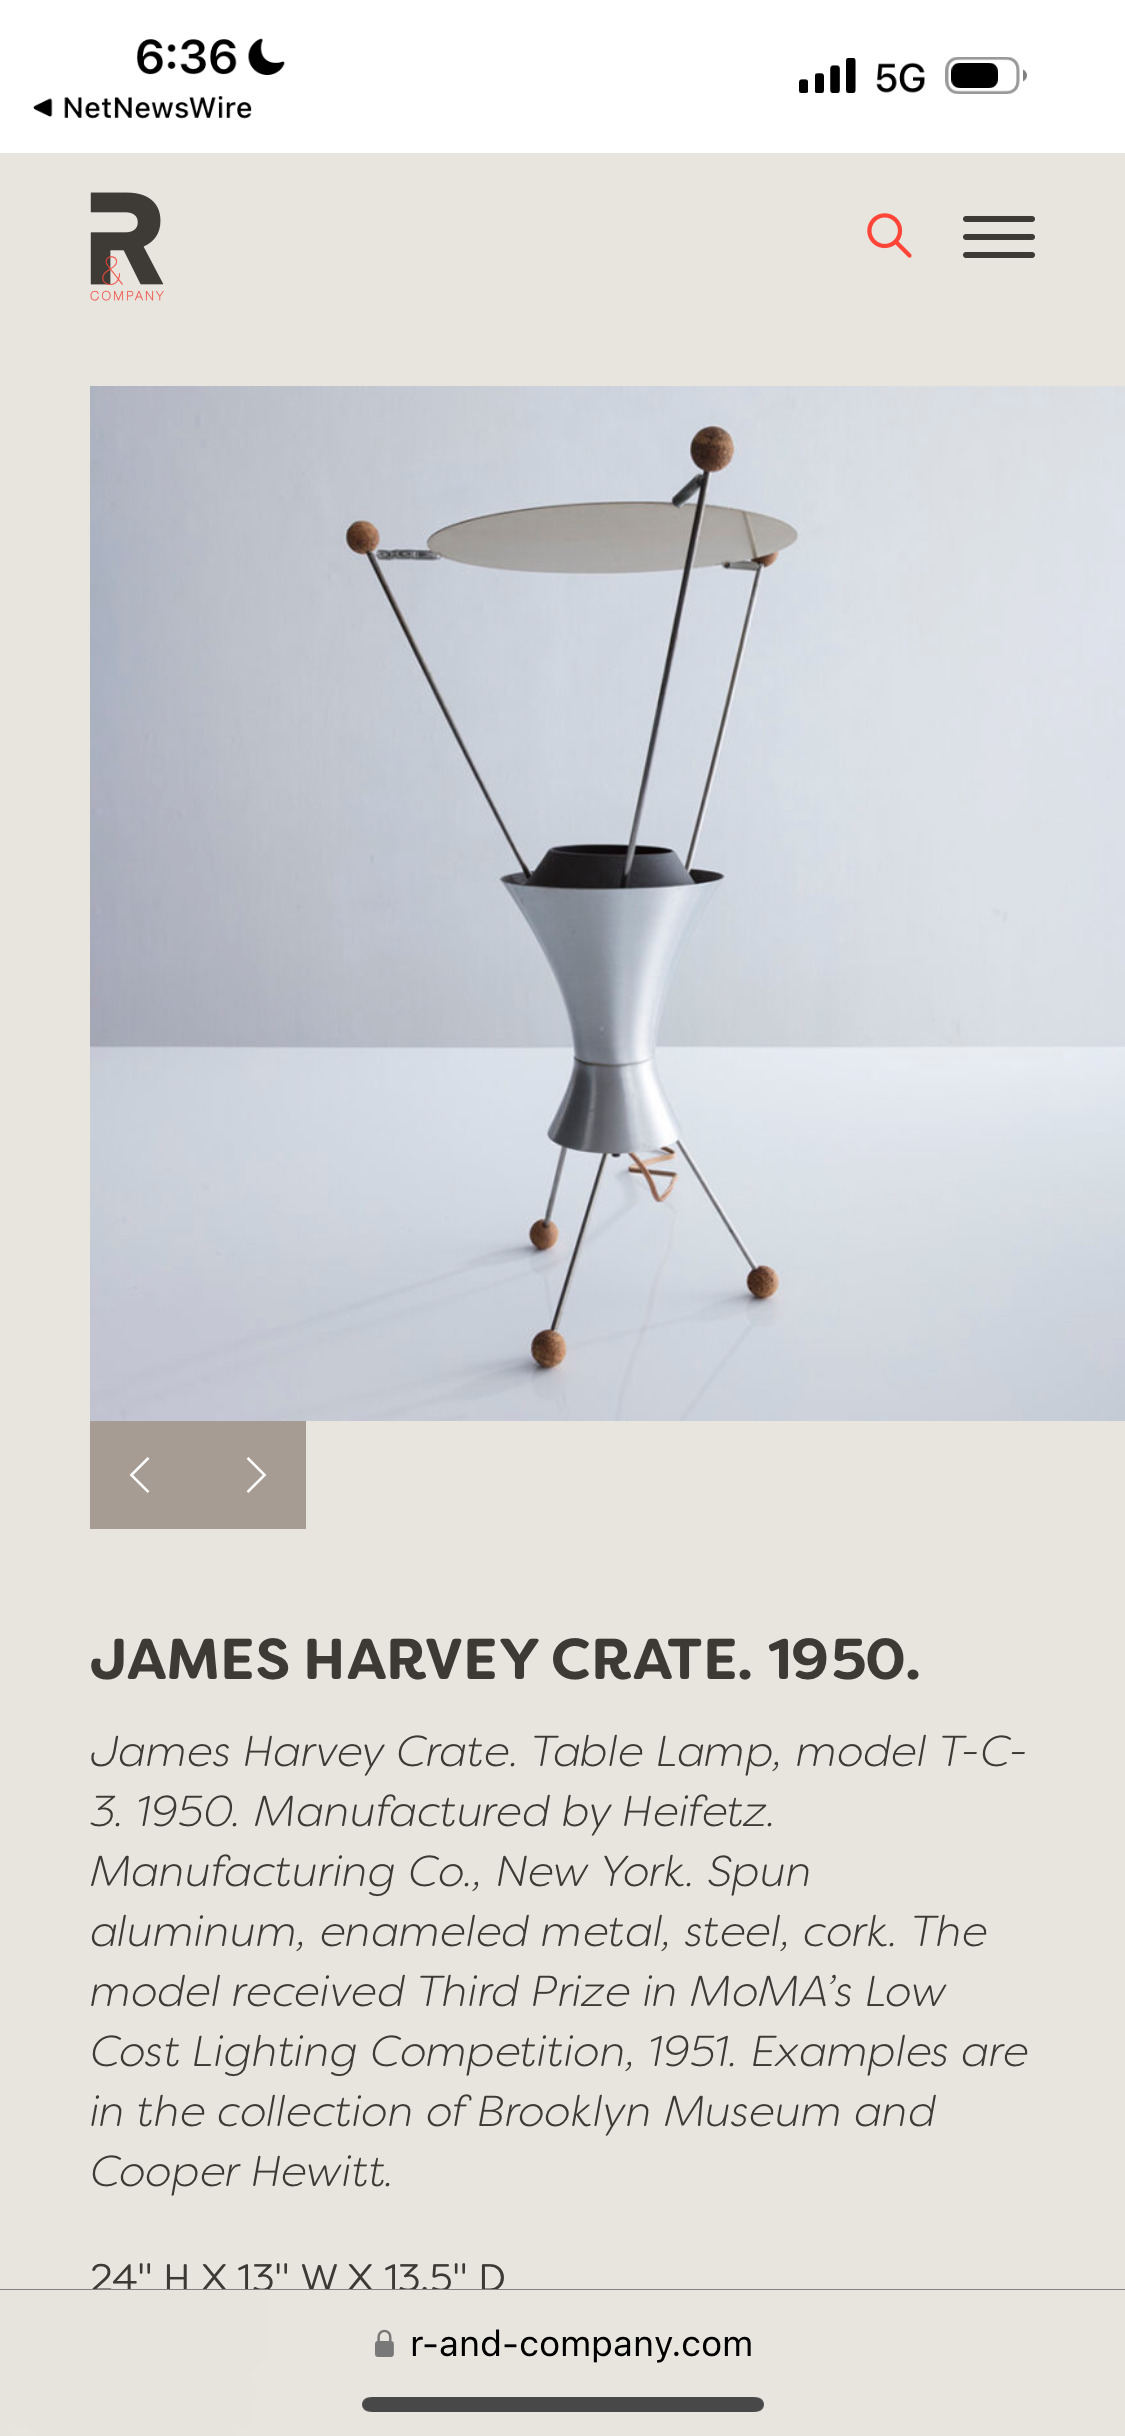 6:36
5G
NetNewsWire
R
&
COMPANY
JAMES HARVEY CRATE. 1950.
James Harvey Crate. Table Lamp, model T-C-
3. 1950. Manufactured by Heifetz.
Manufacturing Co., New York. Spun
aluminum, enameled metal, steel, cork. The
model received Third Prize in MoMA’s Low
Cost Lighting Competition, 1951. Examples are
in the collection of Brooklyn Museum and
Cooper Hewitt.
24" H X 13" W X 13.5" D
r-and-company.com